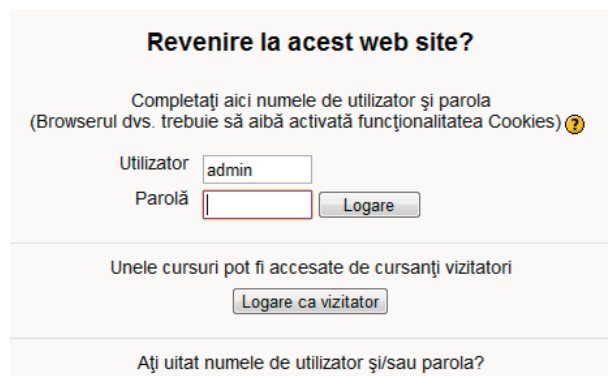 Revenire la acest web site?
Completaţi aici numele de utilizator şi parola
(Browserul dvs. trebuie să aibă activată funcţionalitatea Cookies) ?
Utilizator admin
Parolă Logare
Unele cursuri pot fi accesate de cursanţi vizitatori
Logare ca vizitator
Aţi uitat numele de utilizator şi/sau parola?